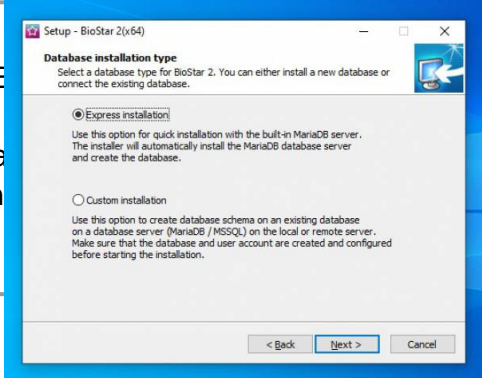 Setup - BioStar 2(x64)
Database installation type
Select a database type for BioStar 2. You can either install a new database or
connect the existing database.
Express installation
Use this option for quick installation with the built-in MariaDB server.
The installer will automatically install the MariaDB database server
and create the database.
Custom installation
Use this option to create database schema on an existing database
on a database server (MariaDB / MSSQL) on the local or remote server.
Make sure that the database and user account are created and configured
before starting the installation.
< Back Next > Cancel